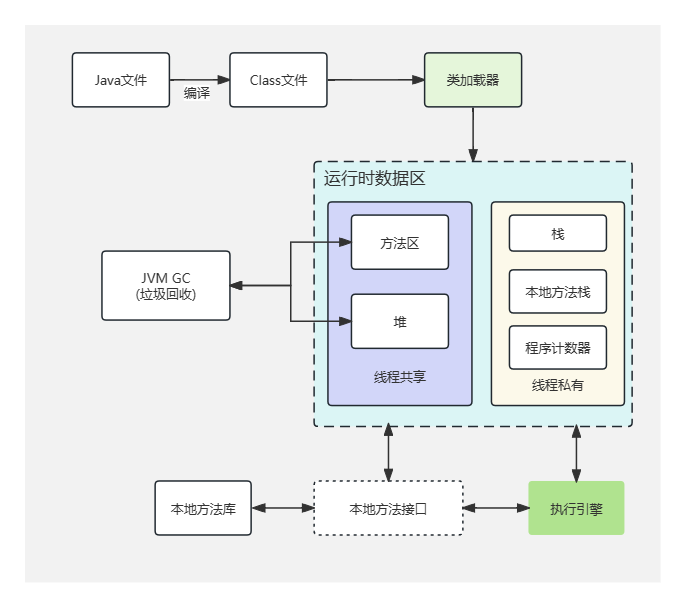 Java文件
编译
Class文件
类加载器
运行时数据区
方法区
堆
线程共享
栈
本地方法栈
程序计数器
线程私有
JVM GC
(垃圾回收)
本地方法库
本地方法接口
执行引擎